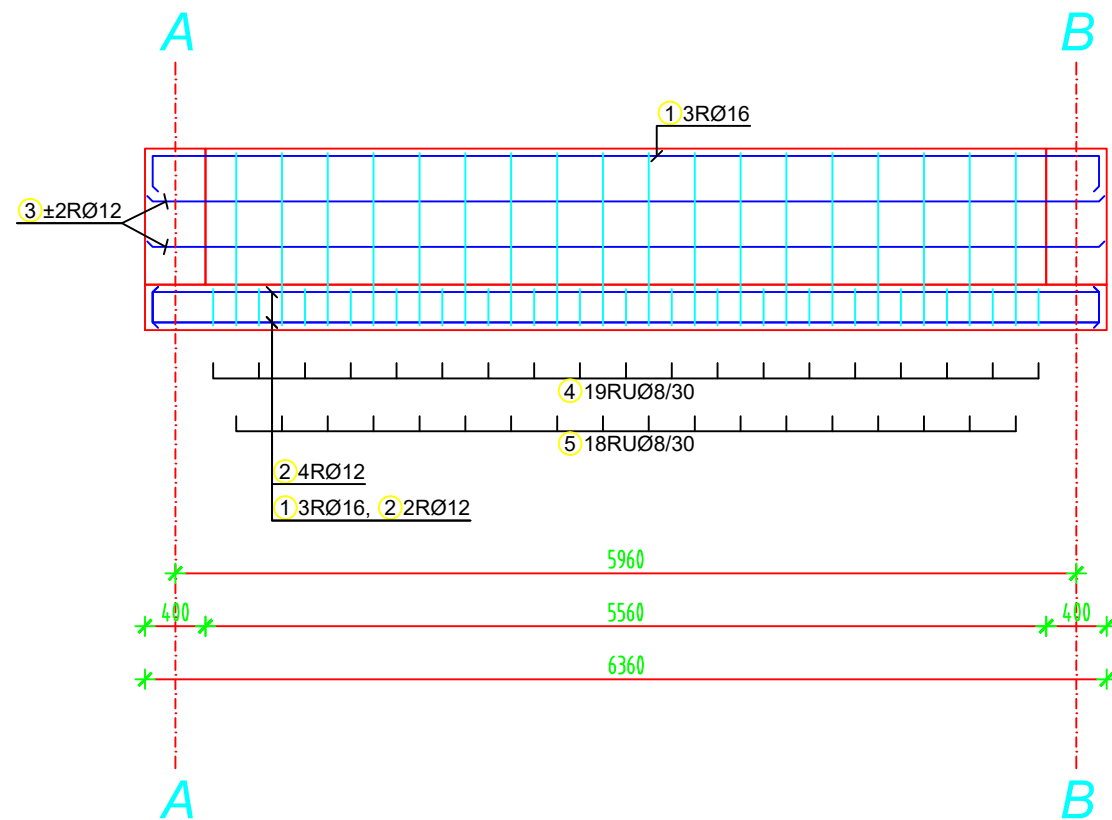 A B
① 3RØ16
③ ±2RØ12
④ 19RUØ8/30
⑤ 18RUØ8/30
② 4RØ12
① 3RØ16, ② 2RØ12
5960
400 5560 400
6360
A B